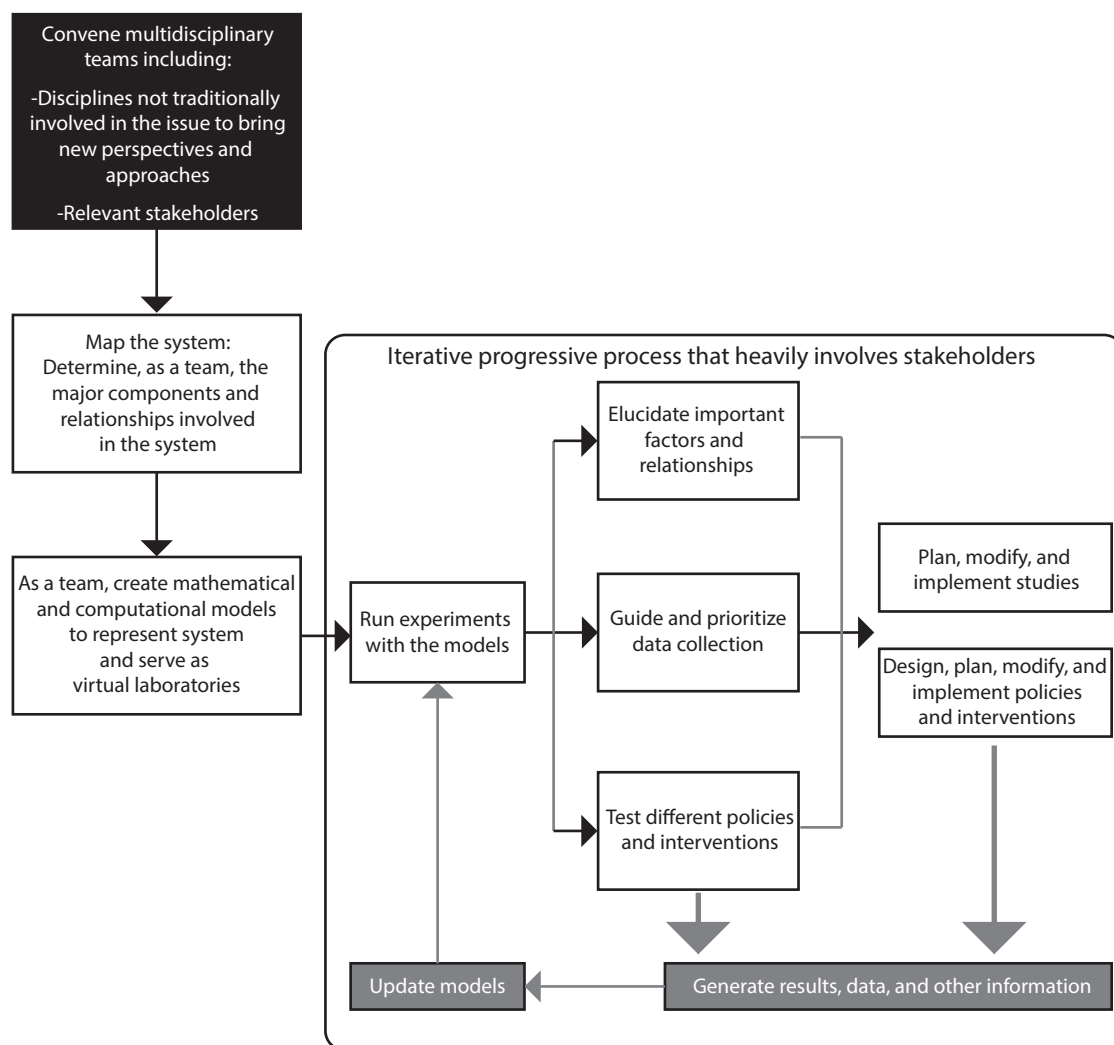 Convene multidisciplinary
teams including:
-Disciplines not traditionally
involved in the issue to bring
new perspectives and
approaches
-Relevant stakeholders
Map the system:
Determine, as a team, the
major components and
relationships involved
in the system
As a team, create mathematical
and computational models
to represent system
and serve as
virtual laboratories
Iterative progressive process that heavily involves stakeholders
Run experiments
with the models
Elucidate important
factors and
relationships
Guide and prioritize
data collection
Test different policies
and interventions
Plan, modify, and
implement studies
Design, plan, modify, and
implement policies
and interventions
Update models
Generate results, data, and other information